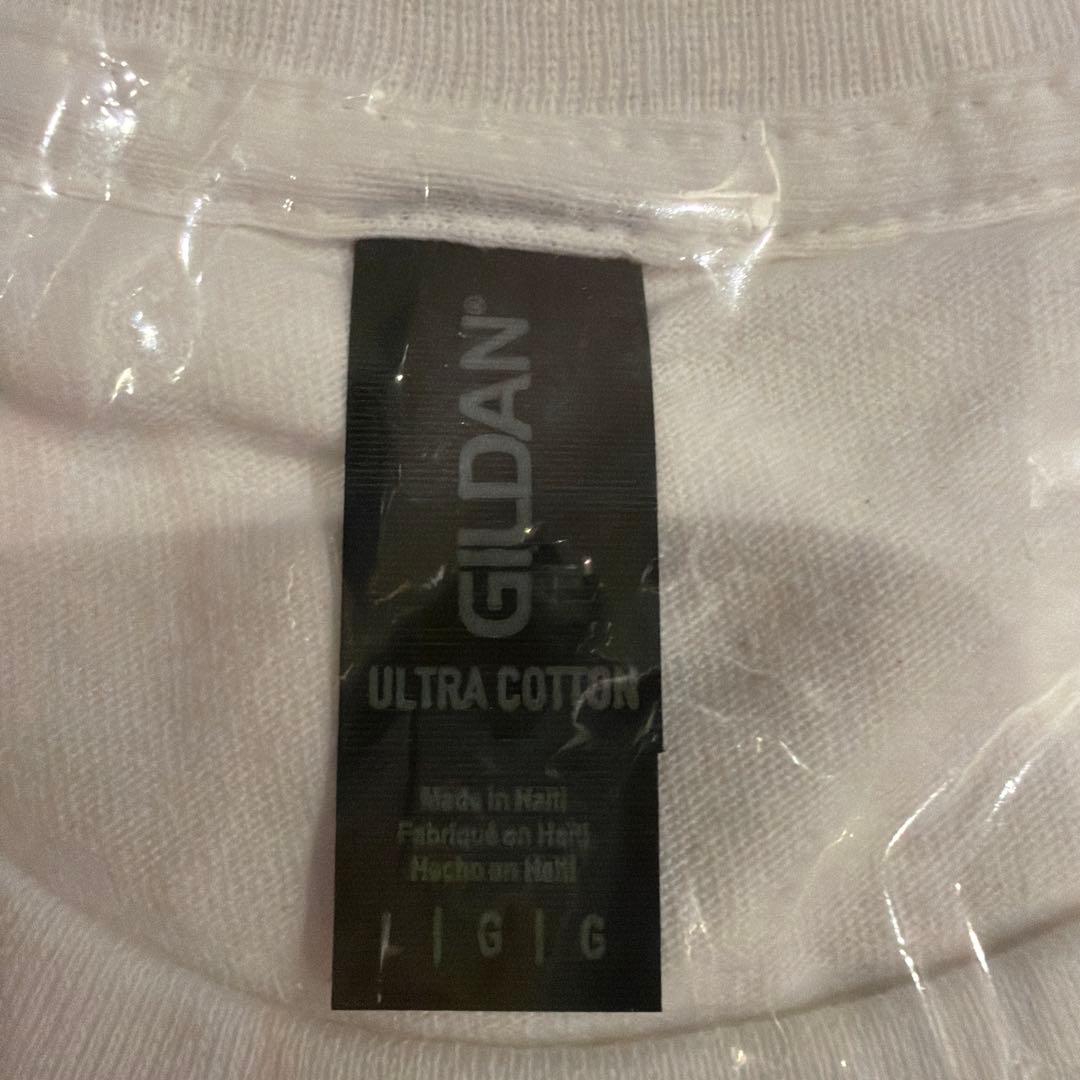 GILDAN®
ULTRA COTTON
Made in Haiti
Fabriqué en Haïti
Hecho en Haití
L | G | G